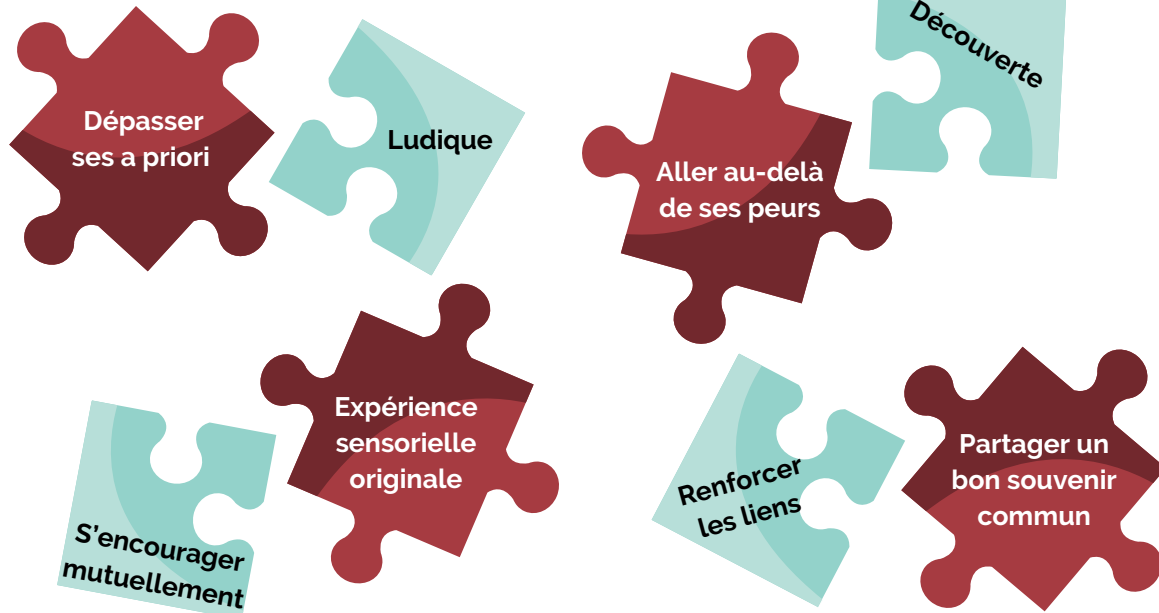 Dépasser
ses a priori
Ludique
Aller au-delà
de ses peurs
Découverte
Expérience
sensorielle
originale
S'encourager
mutuellement
Renforcer
les liens
Partager un
bon souvenir
commun